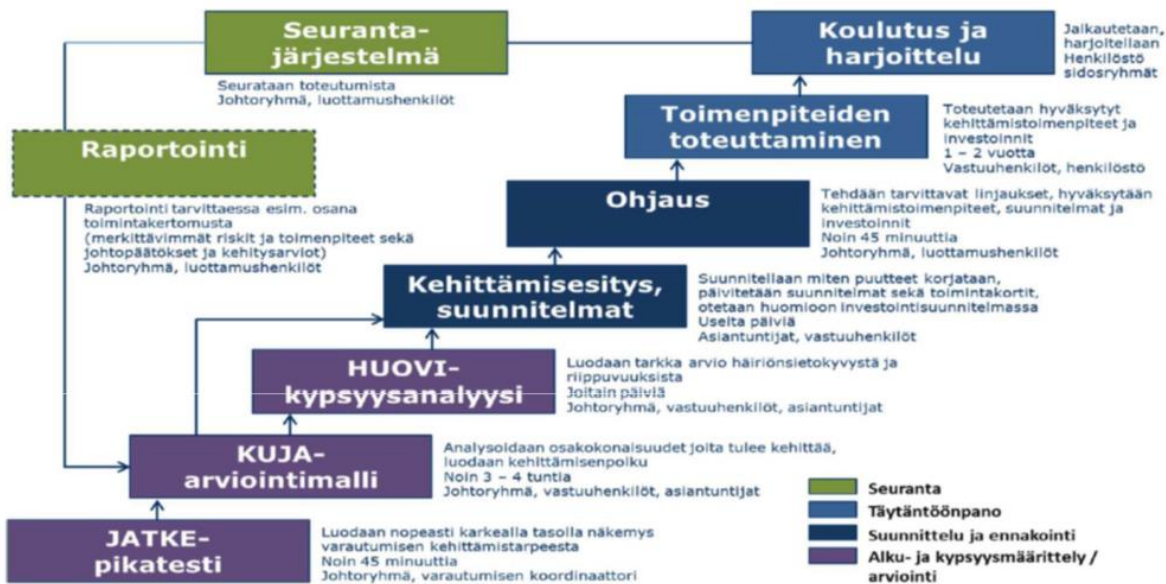 Seuranta-
järjestelmä
Seurataan toteutumista
Johtoryhmä, luottamushenkilöt
Koulutus ja
harjoittelu
Jalkautetaan,
harjoitellaan
Henkilöstö
sidosryhmät
Raportointi
Raportointi tarvittaessa esim. osana
toimintakertomusta
(merkittävimmät riskit ja toimenpiteet sekä
johtopäätökset ja kehitysarviot)
Johtoryhmä, luottamushenkilöt
Toimenpiteiden
toteuttaminen
Toteutetaan hyväksytyt
kehittämistoimenpiteet ja
investoinnit
1 – 2 vuotta
Vastuuhenkilöt, henkilöstö
Ohjaus
Tehdään tarvittavat linjaukset, hyväksytään
kehittämistoimenpiteet, suunnitelmat ja
investoinnit
Noin 45 minuuttia
Johtoryhmä, luottamushenkilöt
Kehittämisesitys,
suunnitelmat
Suunnitellaan miten puutteet korjataan,
päivitetään suunnitelmat sekä toimintakortit,
otetaan huomioon investointisuunnitelmassa
Useita päiviä
Asiantuntijat, vastuuhenkilöt
HUOVI-
kypsyysanalyysi
Luodaan tarkka arvio häiriönsietokyvystä ja
riippuvuuksista
Joitain päiviä
Johtoryhmä, vastuuhenkilöt, asiantuntijat
KUJA-
arviointimalli
Analysoidaan osakokonaisuudet joita tulee kehittää,
luodaan kehittämisenpolku
Noin 3 – 4 tuntia
Johtoryhmä, vastuuhenkilöt, asiantuntijat
JATKE-
pikatesti
Luodaan nopeasti karkealla tasolla näkemys
varautumisen kehittämistarpeesta
Noin 45 minuuttia
Johtoryhmä, varautumisen koordinaattori
Seuranta
Täytäntöönpano
Suunnittelu ja ennakointi
Alku- ja kypsyysmäärittely /
arviointi